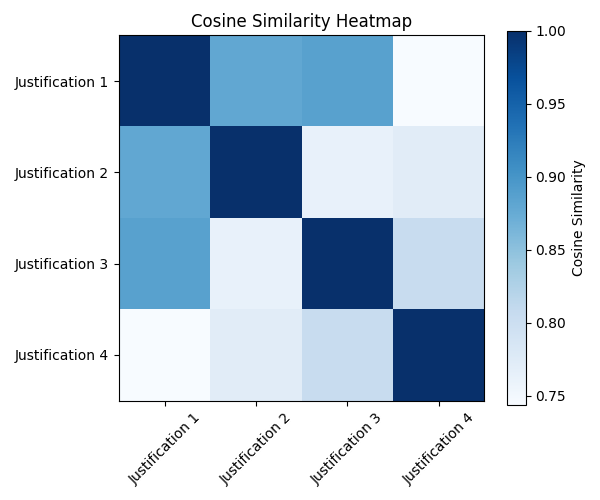 Cosine Similarity Heatmap
Justification 1
Justification 2
Justification 3
Justification 4
Justification 1
Justification 2
Justification 3
Justification 4
1.00
0.95
0.90
0.85
0.80
0.75
Cosine Similarity